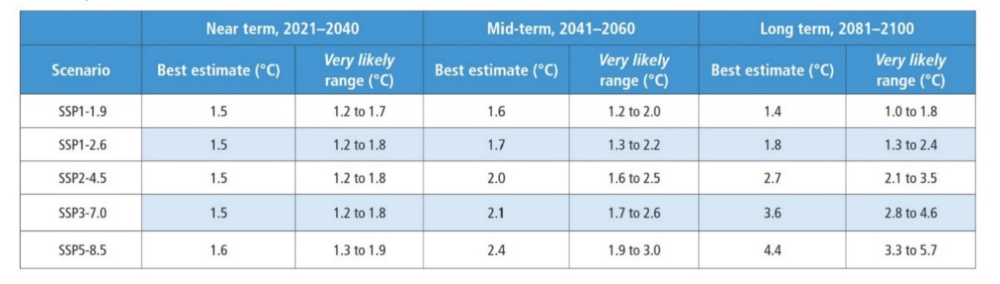 Near term, 2021–2040 Mid-term, 2041–2060 Long term, 2081–2100
Scenario Best estimate (°C) Very likely range (°C) Best estimate (°C) Very likely range (°C) Best estimate (°C) Very likely range (°C)
SSP1-1.9 1.5 1.2 to 1.7 1.6 1.2 to 2.0 1.4 1.0 to 1.8
SSP1-2.6 1.5 1.2 to 1.8 1.7 1.3 to 2.2 1.8 1.3 to 2.4
SSP2-4.5 1.5 1.2 to 1.8 2.0 1.6 to 2.5 2.7 2.1 to 3.5
SSP3-7.0 1.5 1.2 to 1.8 2.1 1.7 to 2.6 3.6 2.8 to 4.6
SSP5-8.5 1.6 1.3 to 1.9 2.4 1.9 to 3.0 4.4 3.3 to 5.7